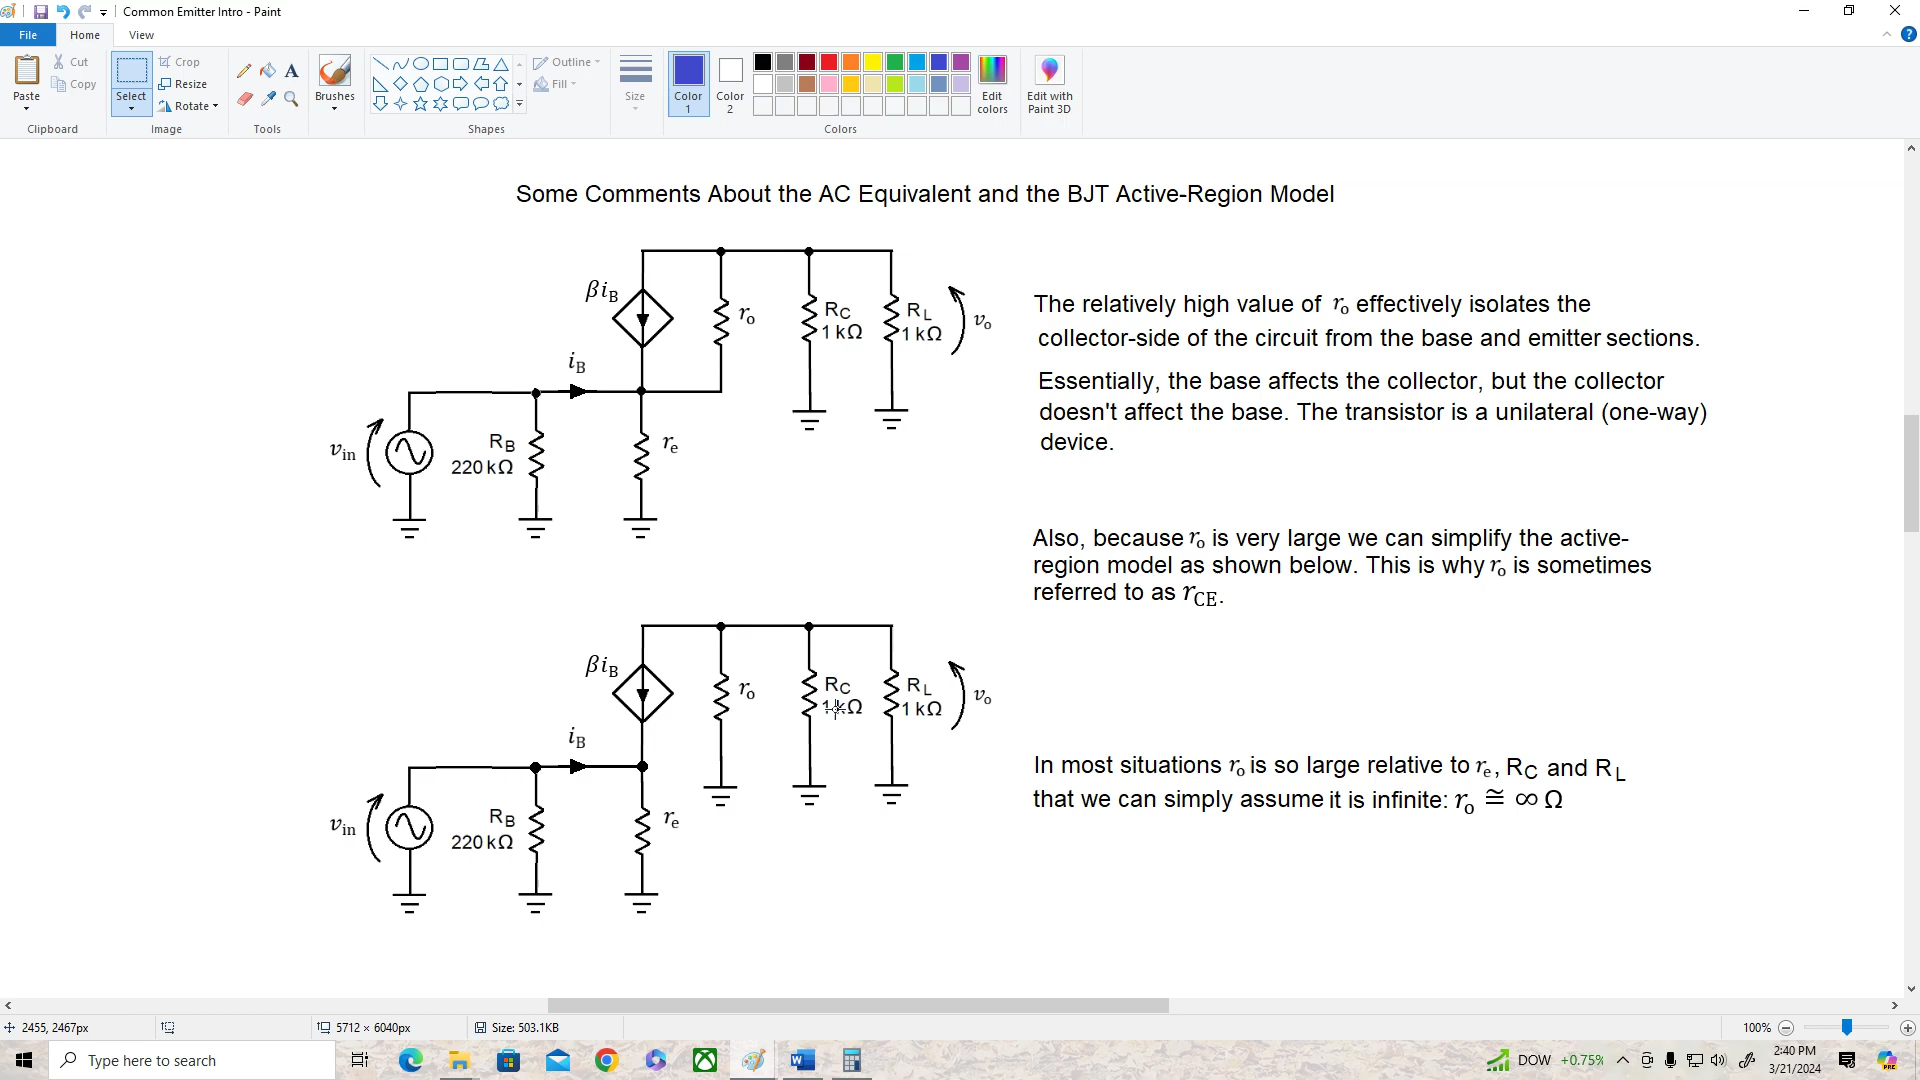 Common Emitter Intro - Paint
File Home View
Paste
Cut
Copy
Clipboard
Select
Crop
Resize
Rotate
Image
A
Tools
Brushes
Shapes
Outline
Fill
Size
Color 1
Color 2
Edit colors
Colors
Edit with Paint 3D
Some Comments About the AC Equivalent and the BJT Active-Region Model
βiB
ro
RC
1 kΩ
RL
1 kΩ
vo
iB
vin
RB
220 kΩ
re
The relatively high value of ro effectively isolates the
collector-side of the circuit from the base and emitter sections.
Essentially, the base affects the collector, but the collector
doesn't affect the base. The transistor is a unilateral (one-way)
device.
Also, because ro is very large we can simplify the active-
region model as shown below. This is why ro is sometimes
referred to as rCE.
βiB
ro
RC
1 kΩ
RL
1 kΩ
vo
iB
vin
RB
220 kΩ
re
In most situations ro is so large relative to re, RC and RL
that we can simply assume it is infinite: ro ≅ ∞ Ω
2455, 2467px
5712 × 6040px
Size: 503.1KB
100%
Type here to search
DOW +0.75%
2:40 PM
3/21/2024
PRE